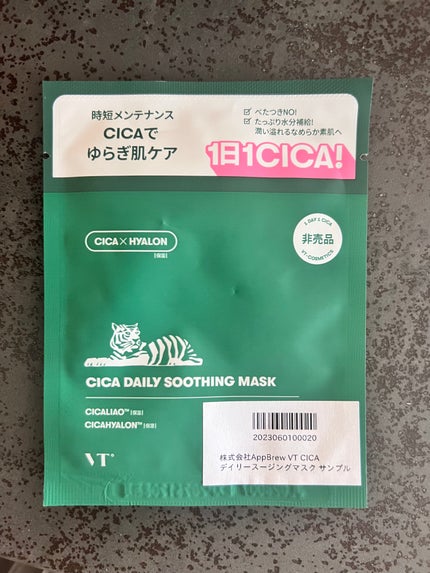 時短メンテナンス
CICAで
ゆらぎ肌ケア
べたつきNO!
たっぷり水分補給!
潤い溢れるなめらか素肌へ
1日1CICA!
CICA×HYALON
[保湿]
1 DAY 1 CICA
非売品
VT-COSMETICS
CICA DAILY SOOTHING MASK
CICALIAO™ [保湿]
CICAHYALON™ [保湿]
VT®
2023060100020
株式会社AppBrew VT CICA
デイリースージングマスク サンプル